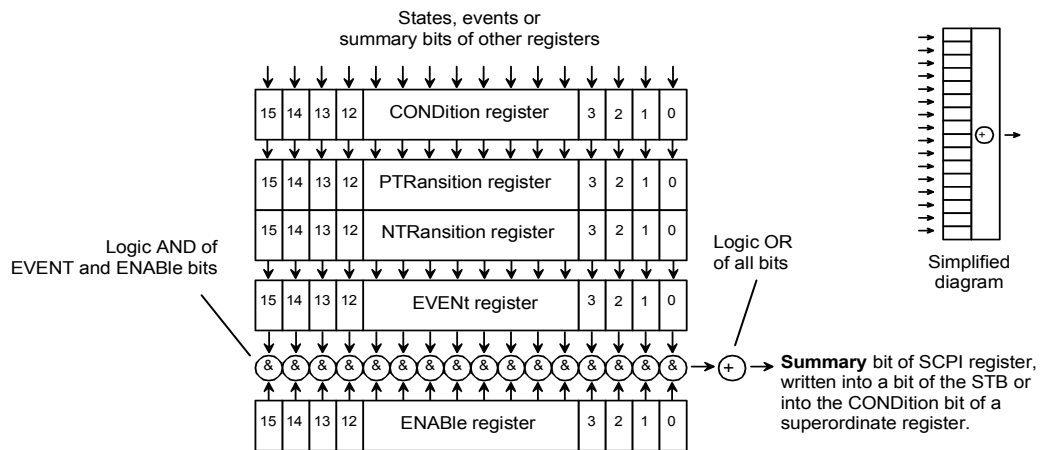 States, events or
summary bits of other registers
15 14 13 12 CONDition register 3 2 1 0
15 14 13 12 PTRansition register 3 2 1 0
15 14 13 12 NTRansition register 3 2 1 0
Logic AND of
EVENT and ENABle bits
Logic OR
of all bits
15 14 13 12 EVENt register 3 2 1 0
& & & & & & & & & & & & & & & & +
Summary bit of SCPI register,
written into a bit of the STB or
into the CONDition bit of a
superordinate register.
15 14 13 12 ENABle register 3 2 1 0
+
Simplified
diagram